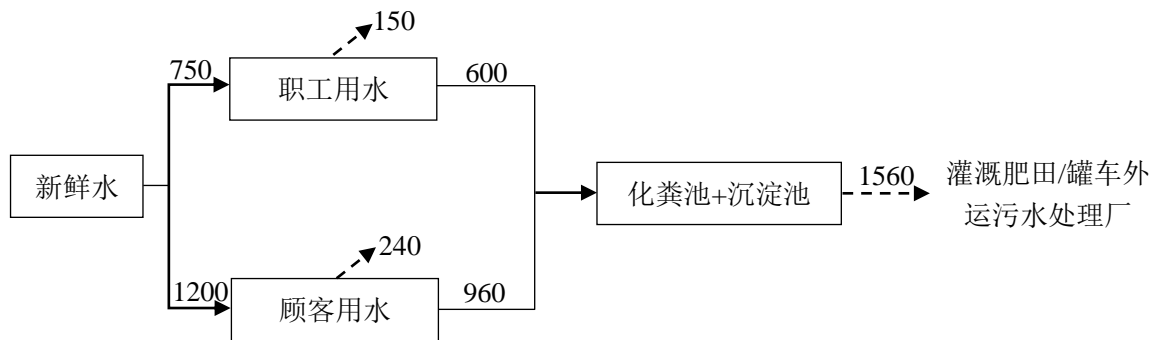 150
750
职工用水
600
新鲜水
化粪池+沉淀池
1560
灌溉肥田/罐车外
运污水处理厂
240
1200
顾客用水
960